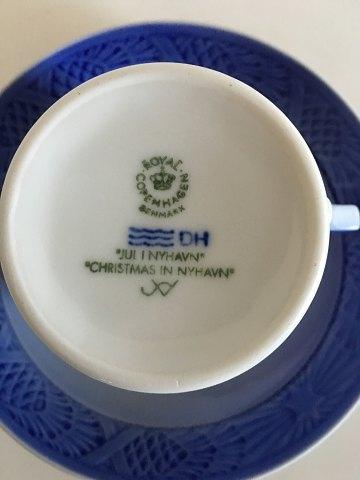 ROYAL
COPENHAGEN
DENMARK
DH
"JUL I NYHAVN"
"CHRISTMAS IN NYHAVN"